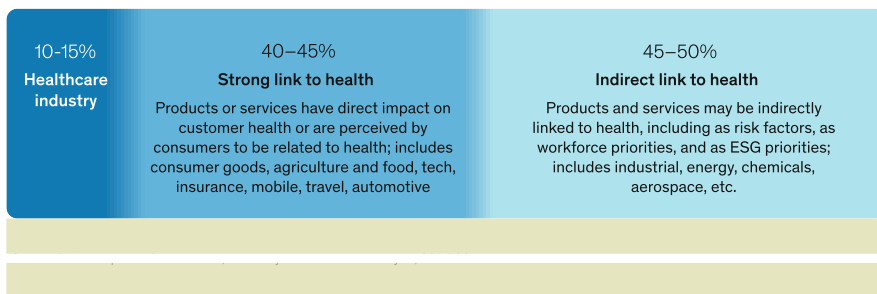 10-15%
Healthcare
industry
40–45%
Strong link to health
Products or services have direct impact on
customer health or are perceived by
consumers to be related to health; includes
consumer goods, agriculture and food, tech,
insurance, mobile, travel, automotive
45–50%
Indirect link to health
Products and services may be indirectly
linked to health, including as risk factors, as
workforce priorities, and as ESG priorities;
includes industrial, energy, chemicals,
aerospace, etc.